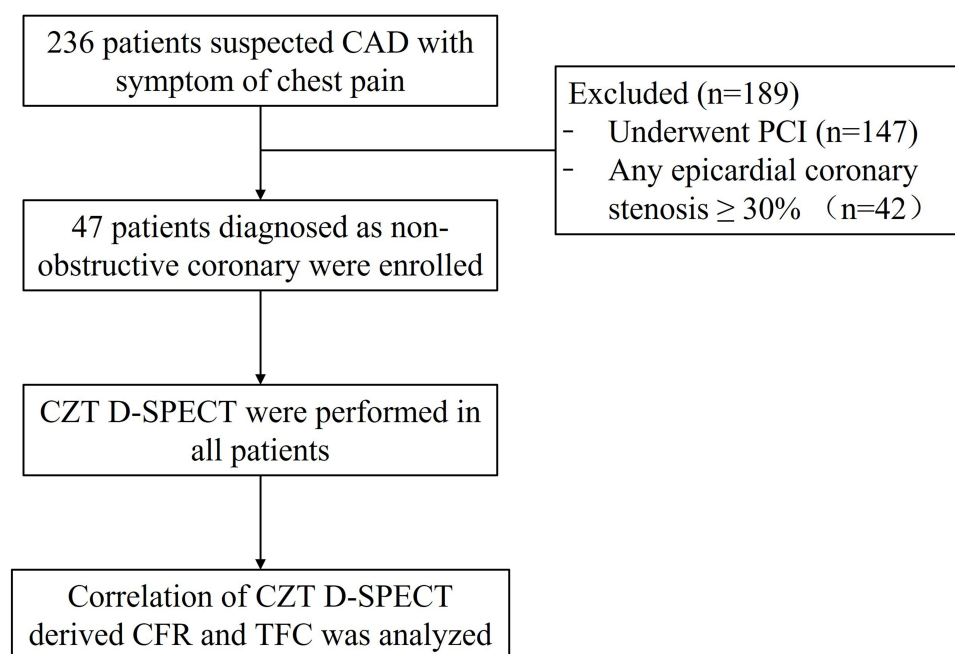 236 patients suspected CAD with
symptom of chest pain
Excluded (n=189)
- Underwent PCI (n=147)
- Any epicardial coronary
stenosis ≥ 30% （n=42）
47 patients diagnosed as non-
obstructive coronary were enrolled
CZT D-SPECT were performed in
all patients
Correlation of CZT D-SPECT
derived CFR and TFC was analyzed